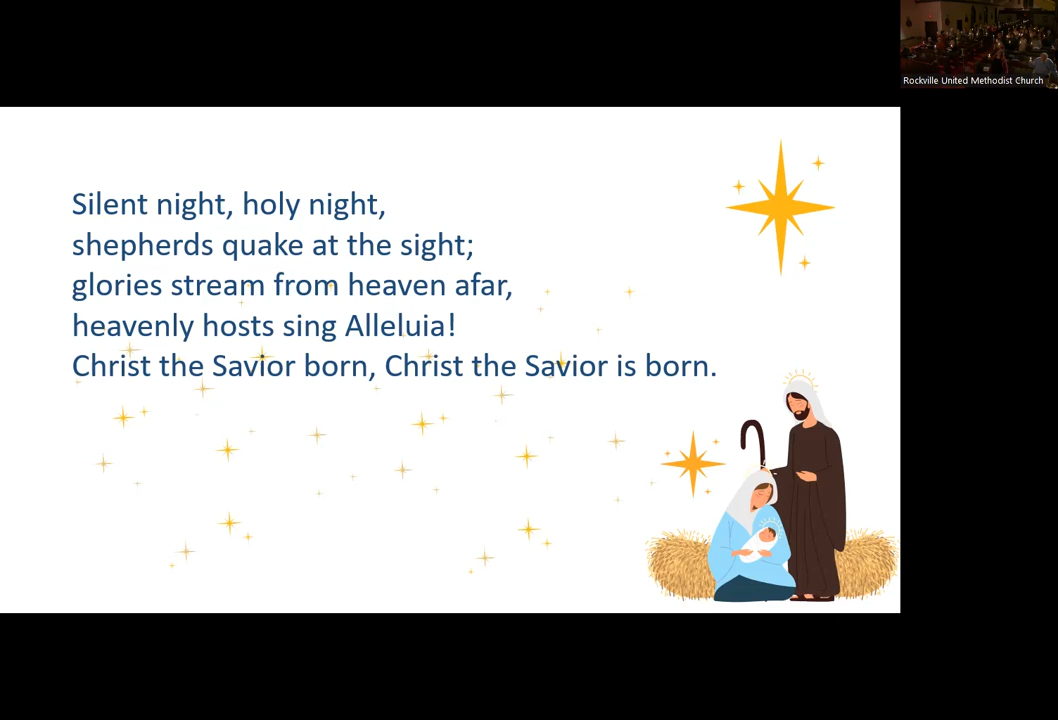 Rockville United Methodist Church
Silent night, holy night,
shepherds quake at the sight;
glories stream from heaven afar,
heavenly hosts sing Alleluia!
Christ the Savior born, Christ the Savior is born.